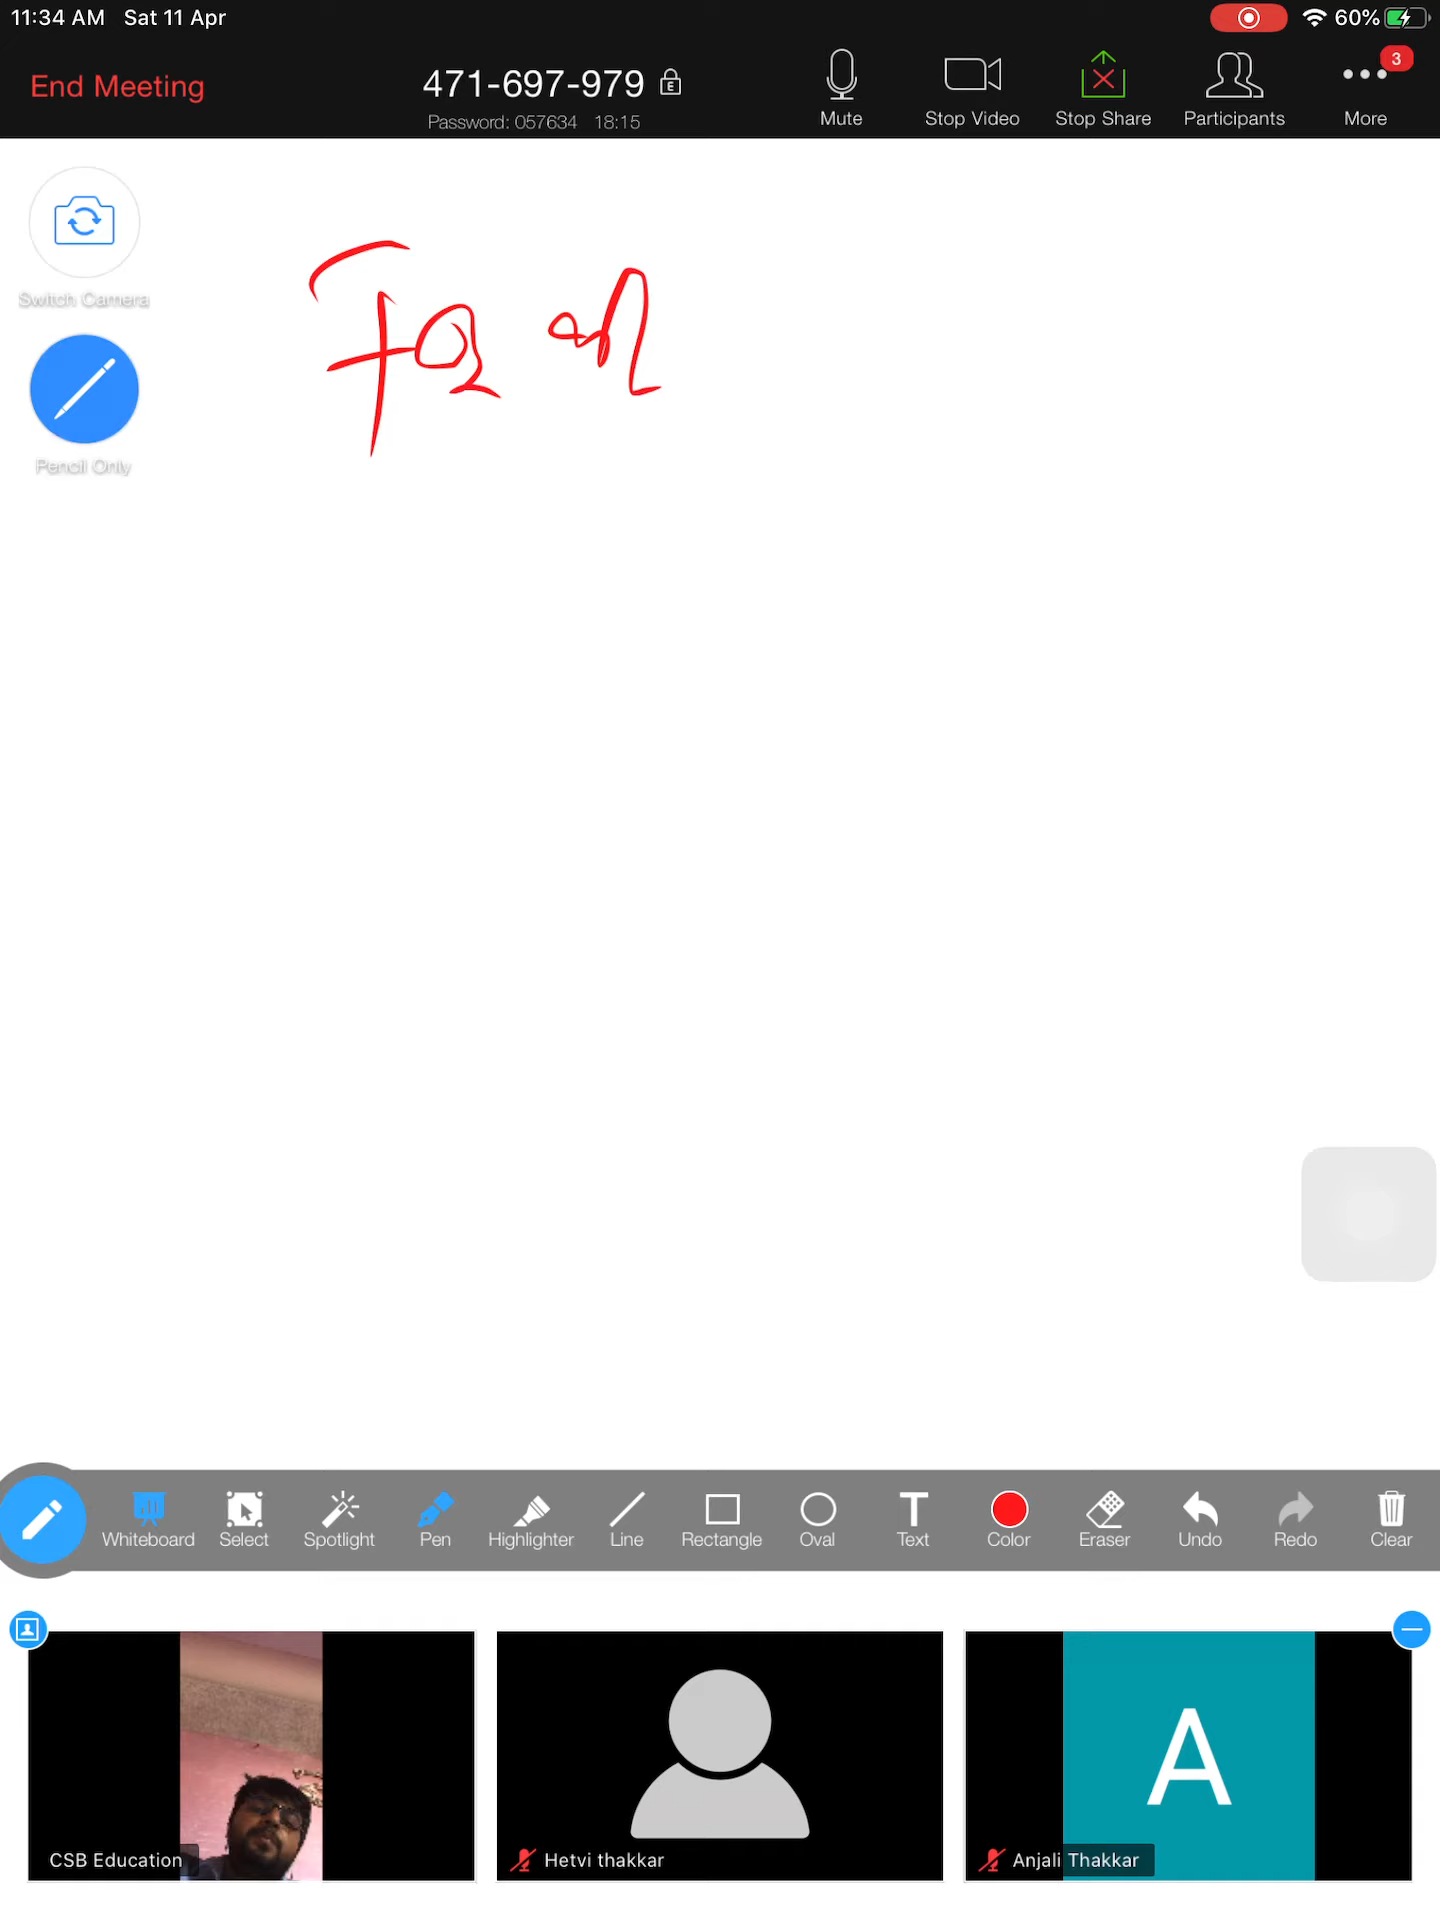 11:34 AM Sat 11 Apr
60%
End Meeting
471-697-979
Password: 057634 18:15
Mute
Stop Video
Stop Share
Participants
3
More
Switch Camera
Pencil Only
Whiteboard
Select
Spotlight
Pen
Highlighter
Line
Rectangle
Oval
T
Text
Color
Eraser
Undo
Redo
Clear
CSB Education
Hetvi thakkar
A
Anjali Thakkar